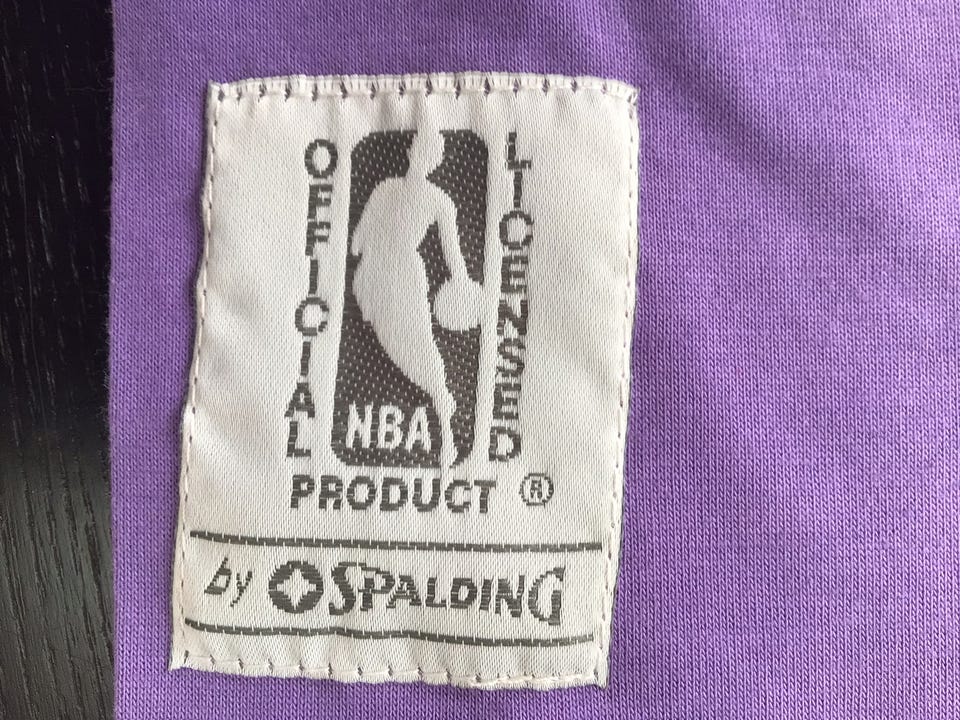 OFFICIAL
LICENSED
NBA
PRODUCT ®
by SPALDING